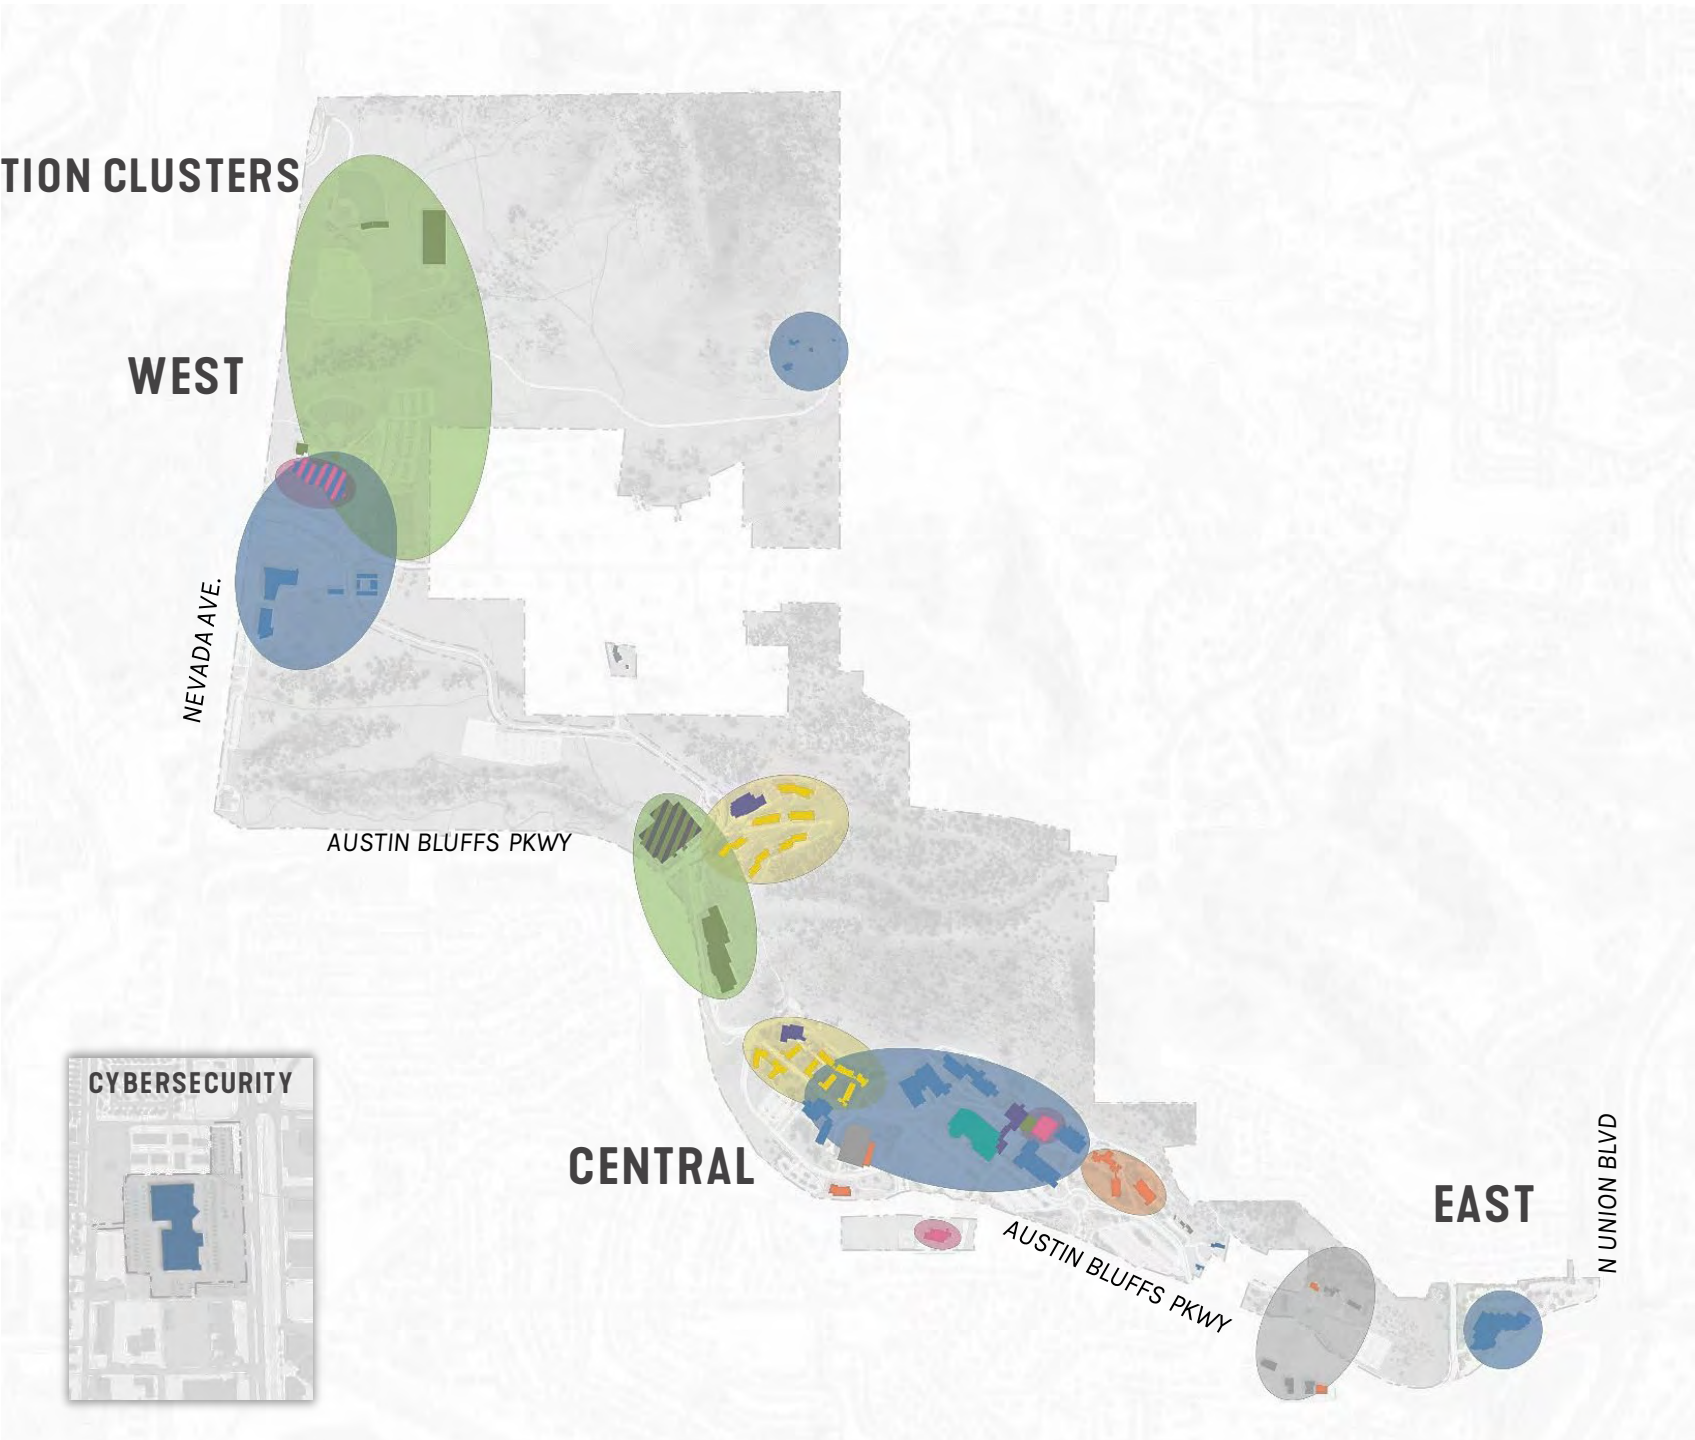 TION CLUSTERS
WEST
NEVADA AVE.
AUSTIN BLUFFS PKWY
CYBERSECURITY
CENTRAL
AUSTIN BLUFFS PKWY
EAST
N UNION BLVD